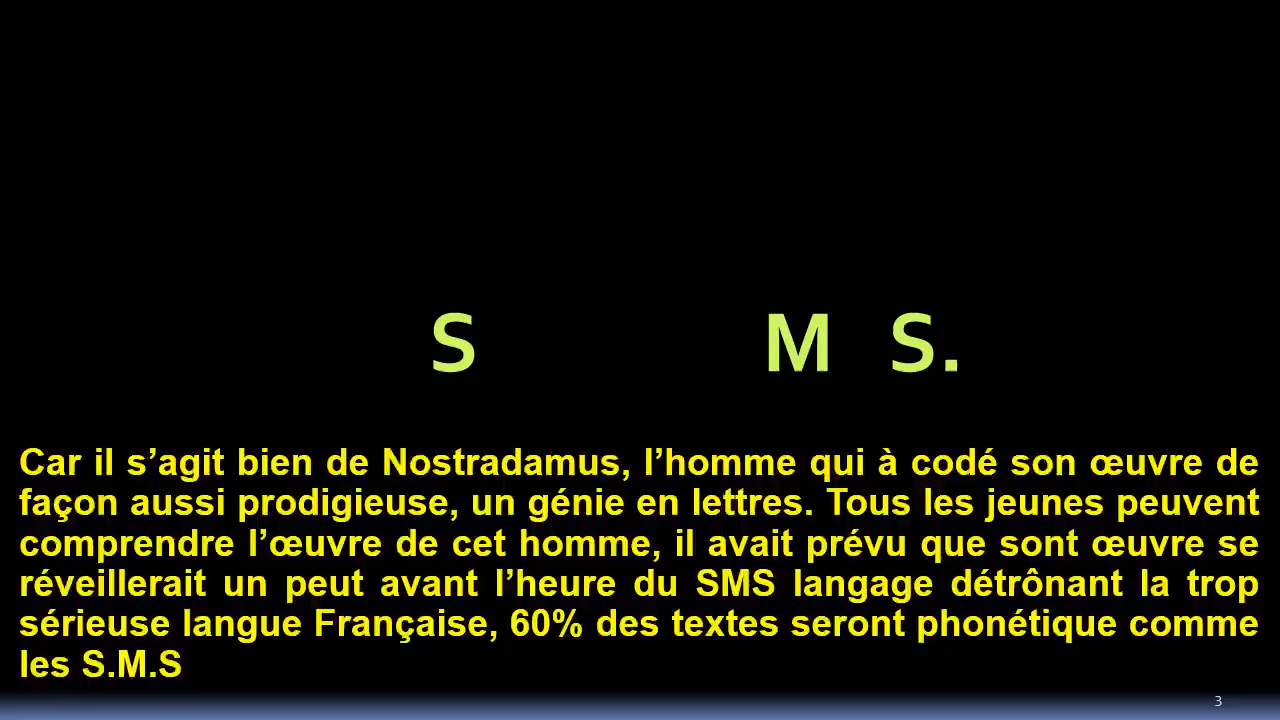 S M S.
Car il s’agit bien de Nostradamus, l’homme qui à codé son œuvre de
façon aussi prodigieuse, un génie en lettres. Tous les jeunes peuvent
comprendre l’œuvre de cet homme, il avait prévu que sont œuvre se
réveillerait un peut avant l’heure du SMS langage détrônant la trop
sérieuse langue Française, 60% des textes seront phonétique comme
les S.M.S
3